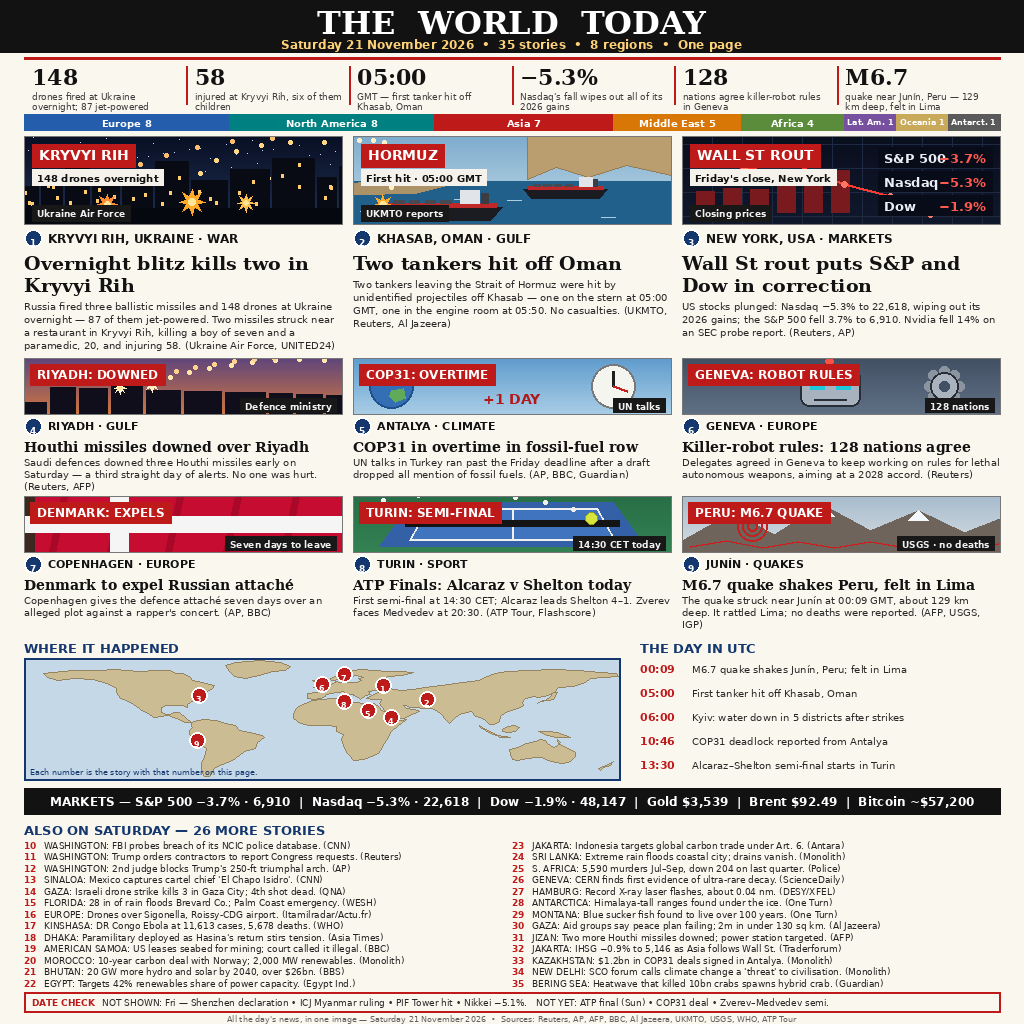 THE WORLD TODAY
Saturday 21 November 2026 • 35 stories • 8 regions • One page
148
drones fired at Ukraine
overnight; 87 jet-powered
58
injured at Kryvyi Rih, six of them
children
05:00
GMT — first tanker hit off
Khasab, Oman
−5.3%
Nasdaq's fall wipes out all of its
2026 gains
128
nations agree killer-robot rules
in Geneva
M6.7
quake near Junín, Peru — 129
km deep, felt in Lima
Europe 8
North America 8
Asia 7
Middle East 5
Africa 4
Lat. Am. 1
Oceania 1
Antarct. 1
KRYVYI RIH
148 drones overnight
Ukraine Air Force
HORMUZ
First hit · 05:00 GMT
UKMTO reports
WALL ST ROUT
Friday's close, New York
Closing prices
S&P 500 −3.7%
Nasdaq −5.3%
Dow −1.9%
1 KRYVYI RIH, UKRAINE · WAR
Overnight blitz kills two in
Kryvyi Rih
Russia fired three ballistic missiles and 148 drones at Ukraine
overnight — 87 of them jet-powered. Two missiles struck near
a restaurant in Kryvyi Rih, killing a boy of seven and a
paramedic, 20, and injuring 58. (Ukraine Air Force, UNITED24)
2 KHASAB, OMAN · GULF
Two tankers hit off Oman
Two tankers leaving the Strait of Hormuz were hit by
unidentified projectiles off Khasab — one on the stern at 05:00
GMT, one in the engine room at 05:50. No casualties. (UKMTO,
Reuters, Al Jazeera)
3 NEW YORK, USA · MARKETS
Wall St rout puts S&P and
Dow in correction
US stocks plunged: Nasdaq −5.3% to 22,618, wiping out its
2026 gains; the S&P 500 fell 3.7% to 6,910. Nvidia fell 14% on
an SEC probe report. (Reuters, AP)
RIYADH: DOWNED
Defence ministry
COP31: OVERTIME
+1 DAY
UN talks
GENEVA: ROBOT RULES
128 nations
4 RIYADH · GULF
Houthi missiles downed over Riyadh
Saudi defences downed three Houthi missiles early on
Saturday — a third straight day of alerts. No one was hurt.
(Reuters, AFP)
5 ANTALYA · CLIMATE
COP31 in overtime in fossil-fuel row
UN talks in Turkey ran past the Friday deadline after a draft
dropped all mention of fossil fuels. (AP, BBC, Guardian)
6 GENEVA · EUROPE
Killer-robot rules: 128 nations agree
Delegates agreed in Geneva to keep working on rules for lethal
autonomous weapons, aiming at a 2028 accord. (Reuters)
DENMARK: EXPELS
Seven days to leave
TURIN: SEMI-FINAL
14:30 CET today
PERU: M6.7 QUAKE
USGS · no deaths
7 COPENHAGEN · EUROPE
Denmark to expel Russian attaché
Copenhagen gives the defence attaché seven days over an
alleged plot against a rapper's concert. (AP, BBC)
8 TURIN · SPORT
ATP Finals: Alcaraz v Shelton today
First semi-final at 14:30 CET; Alcaraz leads Shelton 4–1. Zverev
faces Medvedev at 20:30. (ATP Tour, Flashscore)
9 JUNÍN · QUAKES
M6.7 quake shakes Peru, felt in Lima
The quake struck near Junín at 00:09 GMT, about 129 km
deep. It rattled Lima; no deaths were reported. (AFP, USGS,
IGP)
WHERE IT HAPPENED
7
6
1
3
8
2
5
4
9
Each number is the story with that number on this page.
THE DAY IN UTC
00:09 M6.7 quake shakes Junín, Peru; felt in Lima
05:00 First tanker hit off Khasab, Oman
06:00 Kyiv: water down in 5 districts after strikes
10:46 COP31 deadlock reported from Antalya
13:30 Alcaraz–Shelton semi-final starts in Turin
MARKETS — S&P 500 −3.7% · 6,910 | Nasdaq −5.3% · 22,618 | Dow −1.9% · 48,147 | Gold $3,539 | Brent $92.49 | Bitcoin ~$57,200
ALSO ON SATURDAY — 26 MORE STORIES
10 WASHINGTON: FBI probes breach of its NCIC police database. (CNN)
11 WASHINGTON: Trump orders contractors to report Congress requests. (Reuters)
12 WASHINGTON: 2nd judge blocks Trump's 250-ft triumphal arch. (AP)
13 SINALOA: Mexico captures cartel chief 'El Chapo Isidro'. (CNN)
14 GAZA: Israeli drone strike kills 3 in Gaza City; 4th shot dead. (QNA)
15 FLORIDA: 28 in of rain floods Brevard Co.; Palm Coast emergency. (WESH)
16 EUROPE: Drones over Sigonella, Roissy-CDG airport. (Itamilradar/Actu.fr)
17 KINSHASA: DR Congo Ebola at 11,613 cases, 5,678 deaths. (WHO)
18 DHAKA: Paramilitary deployed as Hasina's return stirs tension. (Asia Times)
19 AMERICAN SAMOA: US leases seabed for mining; court called it illegal. (BBC)
20 MOROCCO: 10-year carbon deal with Norway; 2,000 MW renewables. (Monolith)
21 BHUTAN: 20 GW more hydro and solar by 2040, over $26bn. (BBS)
22 EGYPT: Targets 42% renewables share of power capacity. (Egypt Ind.)
23 JAKARTA: Indonesia targets global carbon trade under Art. 6. (Antara)
24 SRI LANKA: Extreme rain floods coastal city; drains vanish. (Monolith)
25 S. AFRICA: 5,590 murders Jul–Sep, down 204 on last quarter. (Police)
26 GENEVA: CERN finds first evidence of ultra-rare decay. (ScienceDaily)
27 HAMBURG: Record X-ray laser flashes, about 0.04 nm. (DESY/XFEL)
28 ANTARCTICA: Himalaya-tall ranges found under the ice. (One Turn)
29 MONTANA: Blue sucker fish found to live over 100 years. (One Turn)
30 GAZA: Aid groups say peace plan failing; 2m in under 130 sq km. (Al Jazeera)
31 JIZAN: Two more Houthi missiles downed; power station targeted. (AFP)
32 JAKARTA: IHSG −0.9% to 5,146 as Asia follows Wall St. (Traderforum)
33 KAZAKHSTAN: $1.2bn in COP31 deals signed in Antalya. (Monolith)
34 NEW DELHI: SCO forum calls climate change a 'threat' to civilisation. (Monolith)
35 BERING SEA: Heatwave that killed 10bn crabs spawns hybrid crab. (Guardian)
DATE CHECK NOT SHOWN: Fri — Shenzhen declaration • ICJ Myanmar ruling • PIF Tower hit • Nikkei −5.1%. NOT YET: ATP final (Sun) • COP31 deal • Zverev–Medvedev semi.
All the day's news, in one image — Saturday 21 November 2026 • Sources: Reuters, AP, AFP, BBC, Al Jazeera, UKMTO, USGS, WHO, ATP Tour